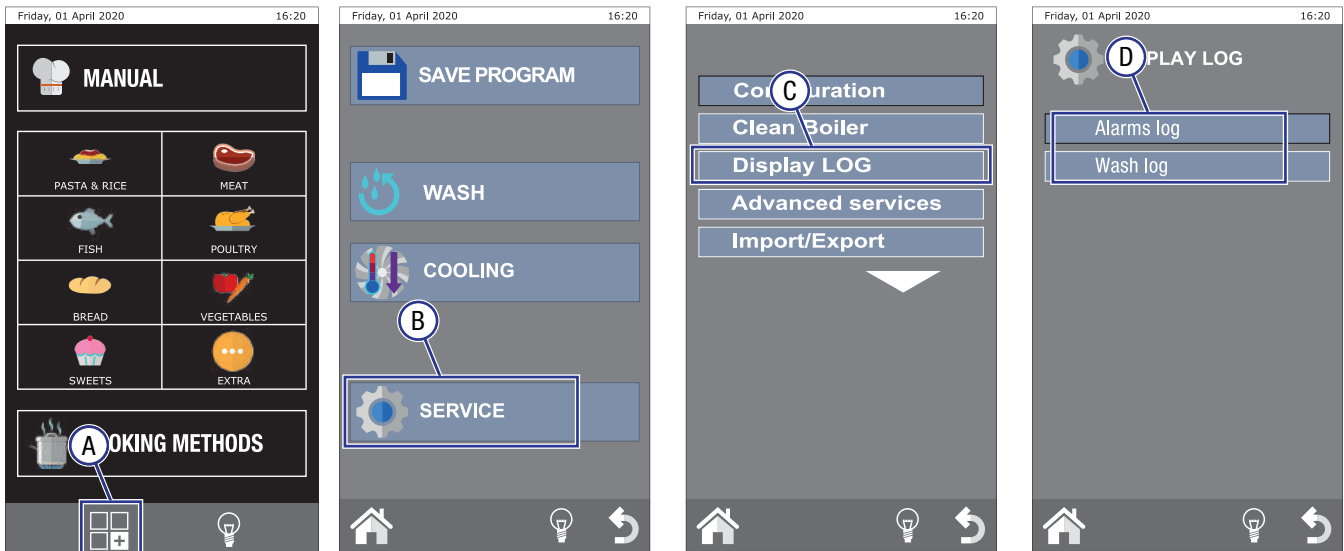 Friday, 01 April 2020 16:20
MANUAL
PASTA & RICE MEAT
FISH POULTRY
BREAD VEGETABLES
SWEETS EXTRA
A OKING METHODS
Friday, 01 April 2020 16:20
SAVE PROGRAM
WASH
COOLING
B
SERVICE
Friday, 01 April 2020 16:20
Co uration
C
Clean Boiler
Display LOG
Advanced services
Import/Export
Friday, 01 April 2020 16:20
D PLAY LOG
Alarms log
Wash log